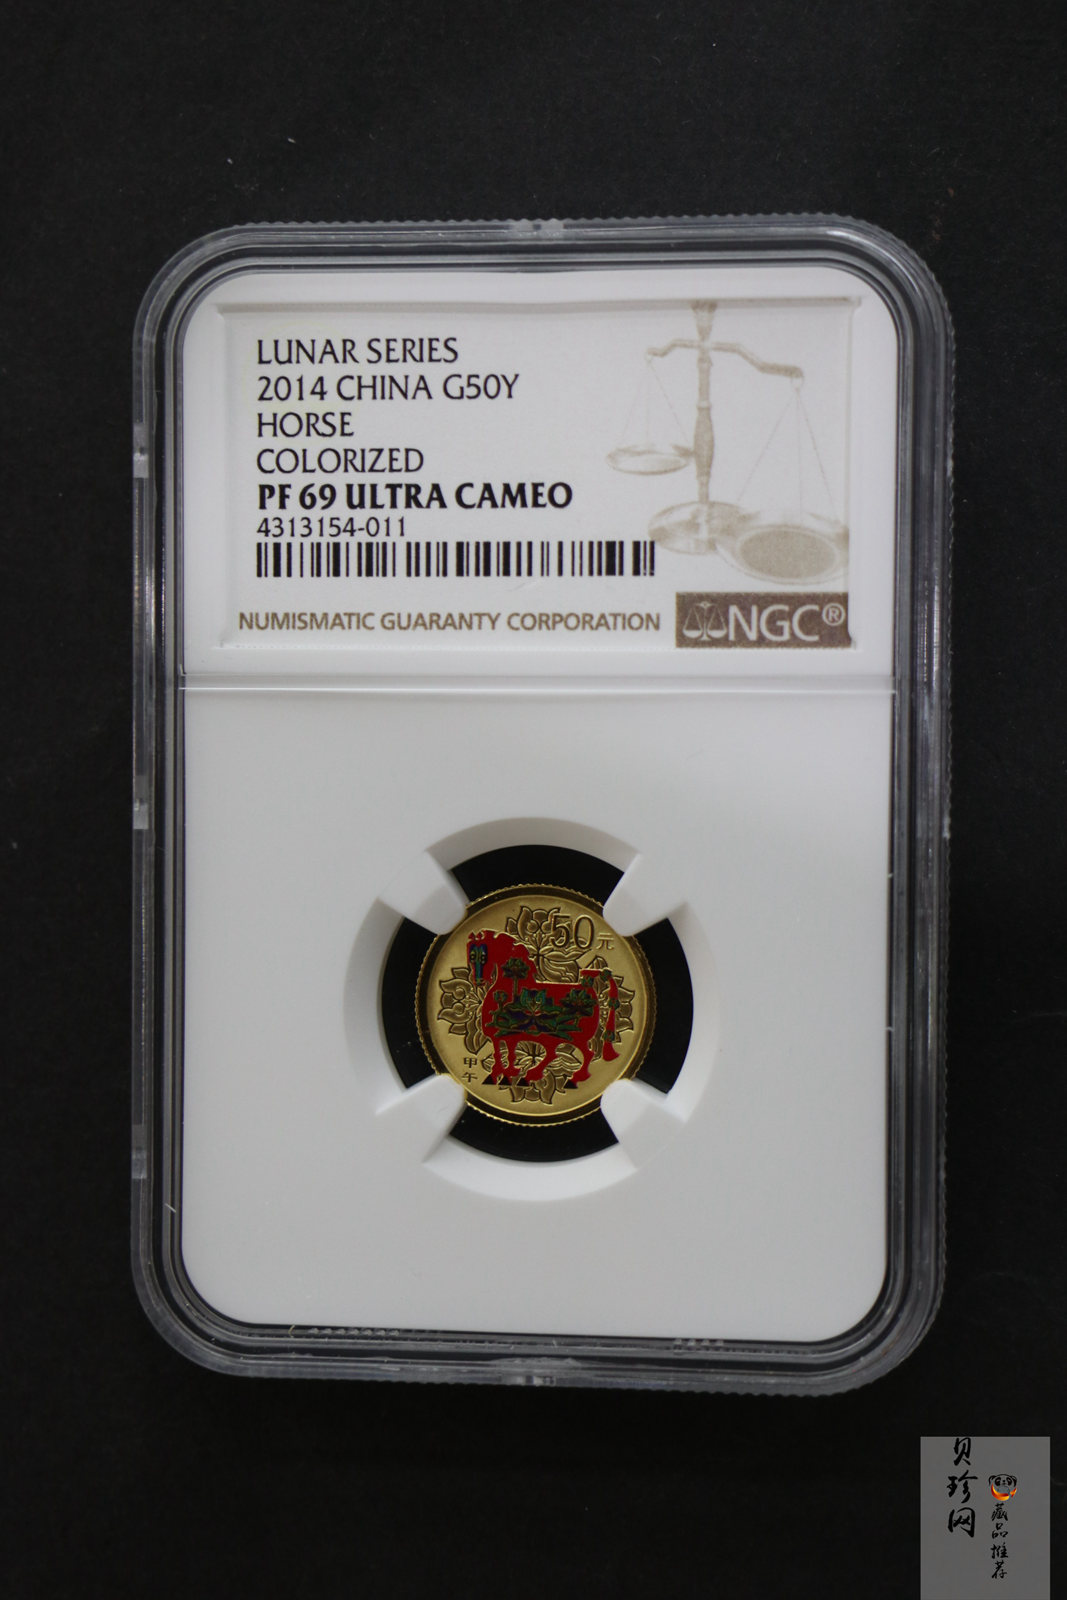 LUNAR SERIES
2014 CHINA G50Y
HORSE
COLORIZED
PF 69 ULTRA CAMEO
4313154-011
NUMISMATIC GUARANTY CORPORATION
NGC®
50元
甲午
贝珍网
藏品推荐